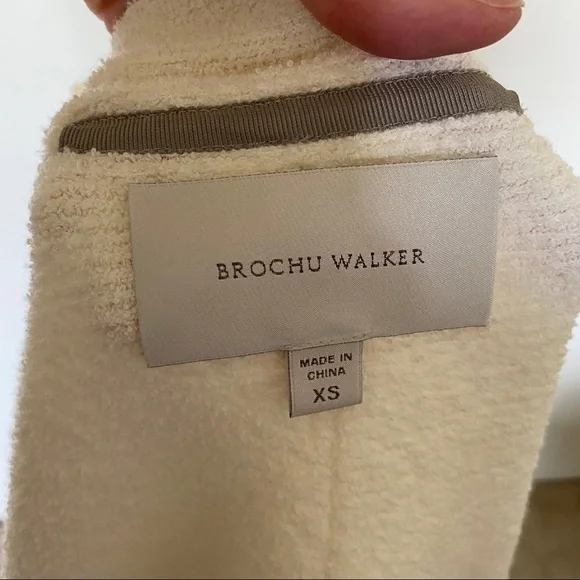 BROCHU WALKER
MADE IN
CHINA
XS